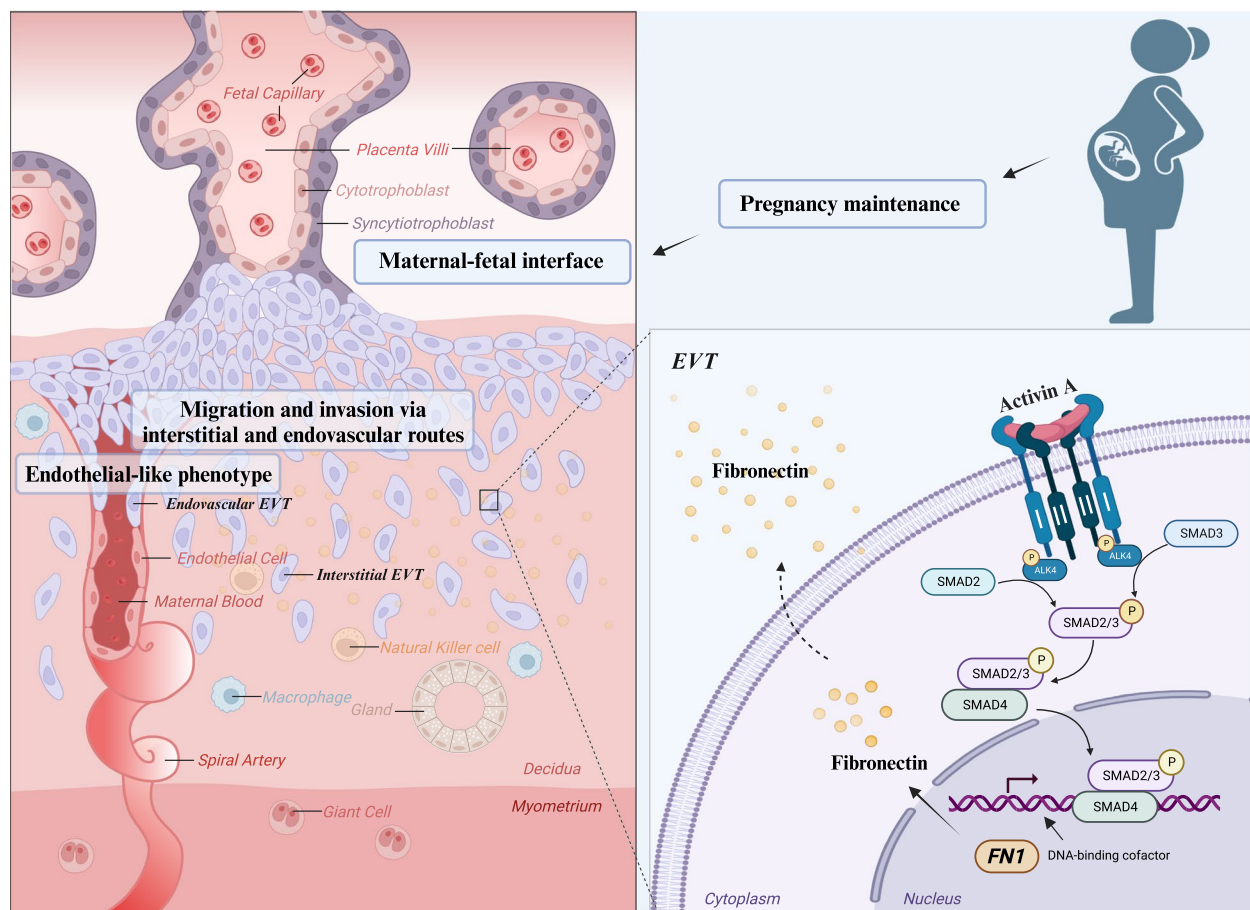 Fetal Capillary
Placenta Villi
Cytotrophoblast
Syncytiotrophoblast
Maternal-fetal interface
Migration and invasion via
interstitial and endovascular routes
Endothelial-like phenotype
Endovascular EVT
Endothelial Cell
Interstitial EVT
Maternal Blood
Natural Killer cell
Macrophage
Gland
Spiral Artery
Decidua
Myometrium
Giant Cell
Pregnancy maintenance
EVT
Activin A
Fibronectin
P
ALK4
P
ALK4
SMAD3
SMAD2
SMAD2/3
P
SMAD2/3
P
SMAD4
Fibronectin
SMAD2/3
P
SMAD4
FN1
DNA-binding cofactor
Cytoplasm
Nucleus